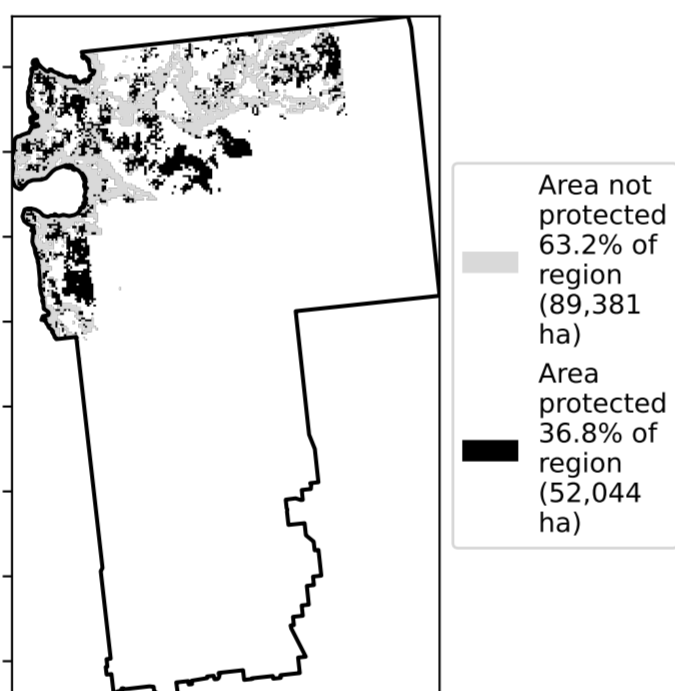 Area not
protected
63.2% of
region
(89,381
ha)
Area
protected
36.8% of
region
(52,044
ha)